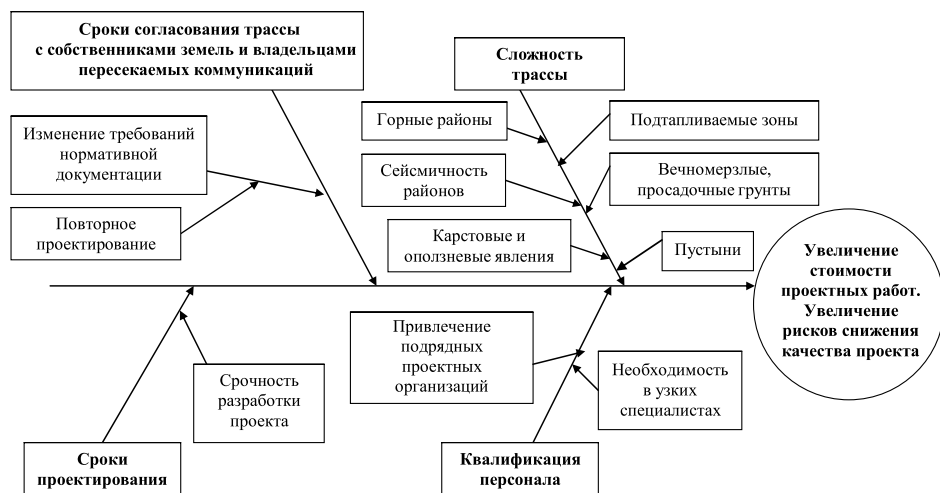 Сроки согласования трассы
с собственниками земель и владельцами
пересекаемых коммуникаций
Сложность
трассы
Изменение требований
нормативной
документации
Повторное
проектирование
Горные районы
Подтапливаемые зоны
Сейсмичность
районов
Вечномерзлые,
просадочные грунты
Карстовые и
оползневые явления
Пустыни
Увеличение
стоимости
проектных работ.
Увеличение
рисков снижения
качества проекта
Срочность
разработки
проекта
Привлечение
подрядных
проектных
организаций
Необходимость
в узких
специалистах
Сроки
проектирования
Квалификация
персонала